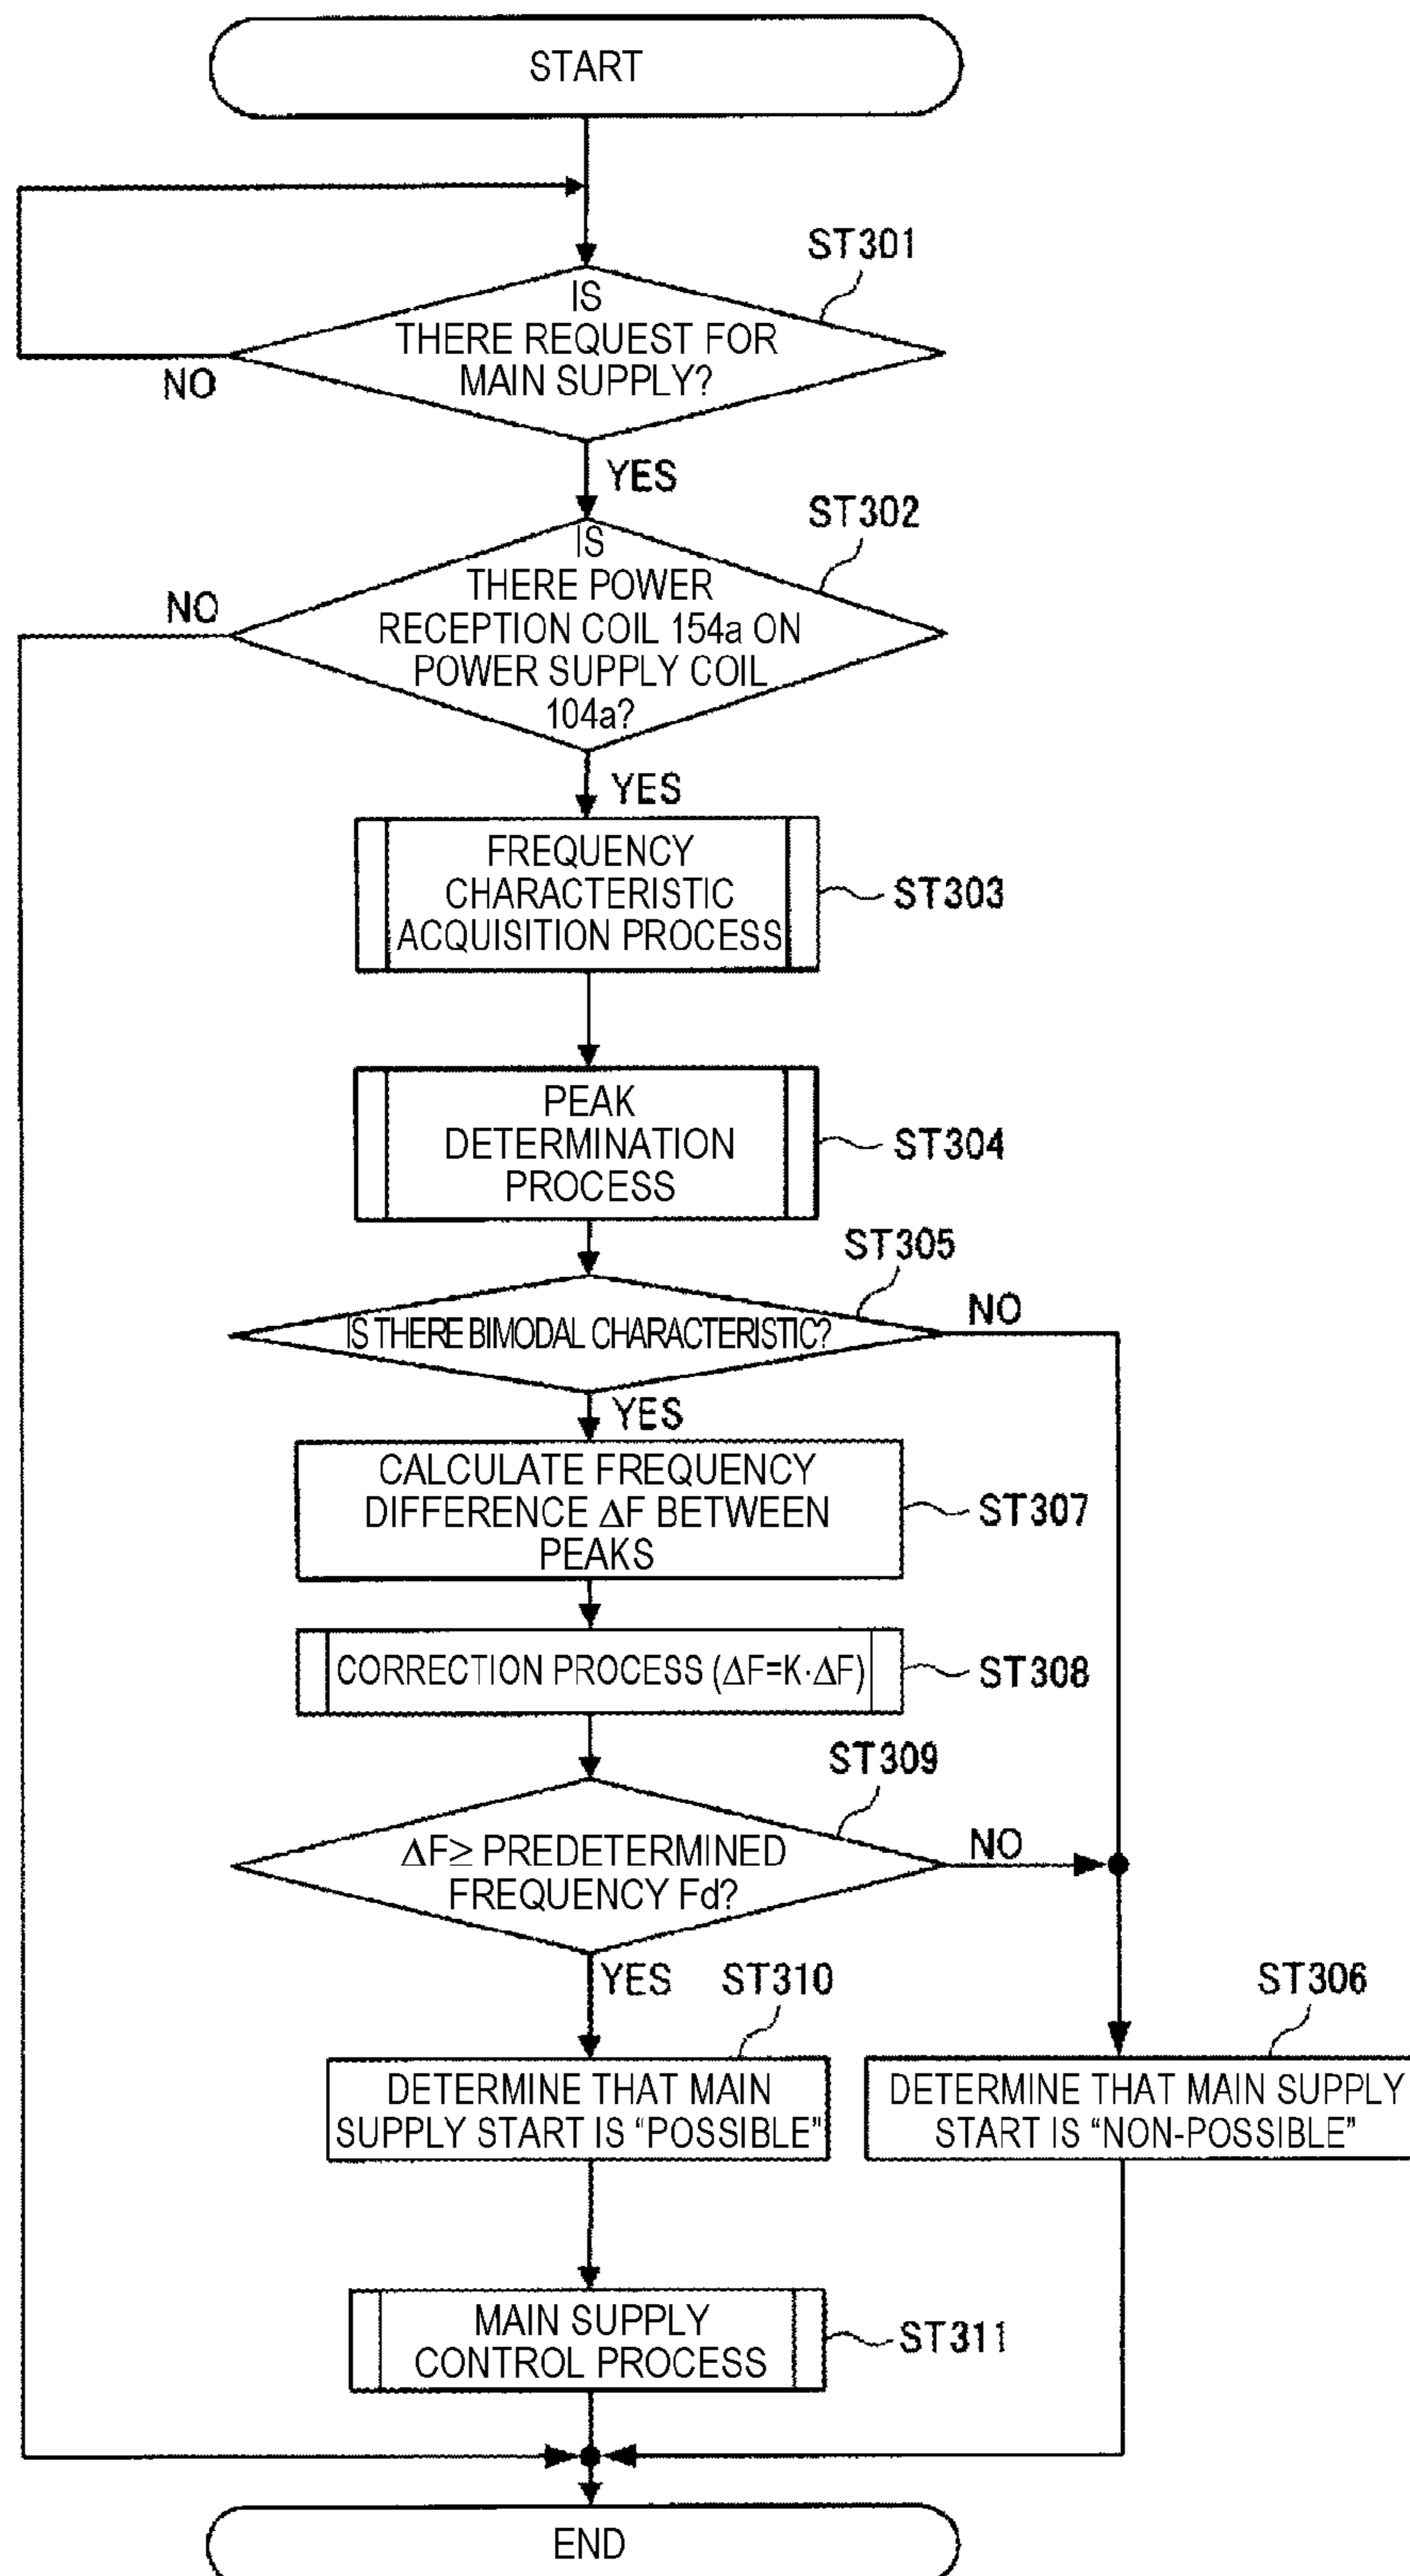 START
ST301
IS
THERE REQUEST FOR
MAIN SUPPLY?
NO
YES
ST302
IS
THERE POWER
RECEPTION COIL 154a ON
POWER SUPPLY COIL
104a?
NO
YES
FREQUENCY
CHARACTERISTIC
ACQUISITION PROCESS
ST303
PEAK
DETERMINATION
PROCESS
ST304
ST305
IS THERE BIMODAL CHARACTERISTIC?
NO
YES
CALCULATE FREQUENCY
DIFFERENCE ΔF BETWEEN
PEAKS
ST307
CORRECTION PROCESS (ΔF=K·ΔF)
ST308
ST309
ΔF≥ PREDETERMINED
FREQUENCY Fd?
NO
YES
ST310
ST306
DETERMINE THAT MAIN
SUPPLY START IS “POSSIBLE”
DETERMINE THAT MAIN SUPPLY
START IS “NON-POSSIBLE”
MAIN SUPPLY
CONTROL PROCESS
ST311
END